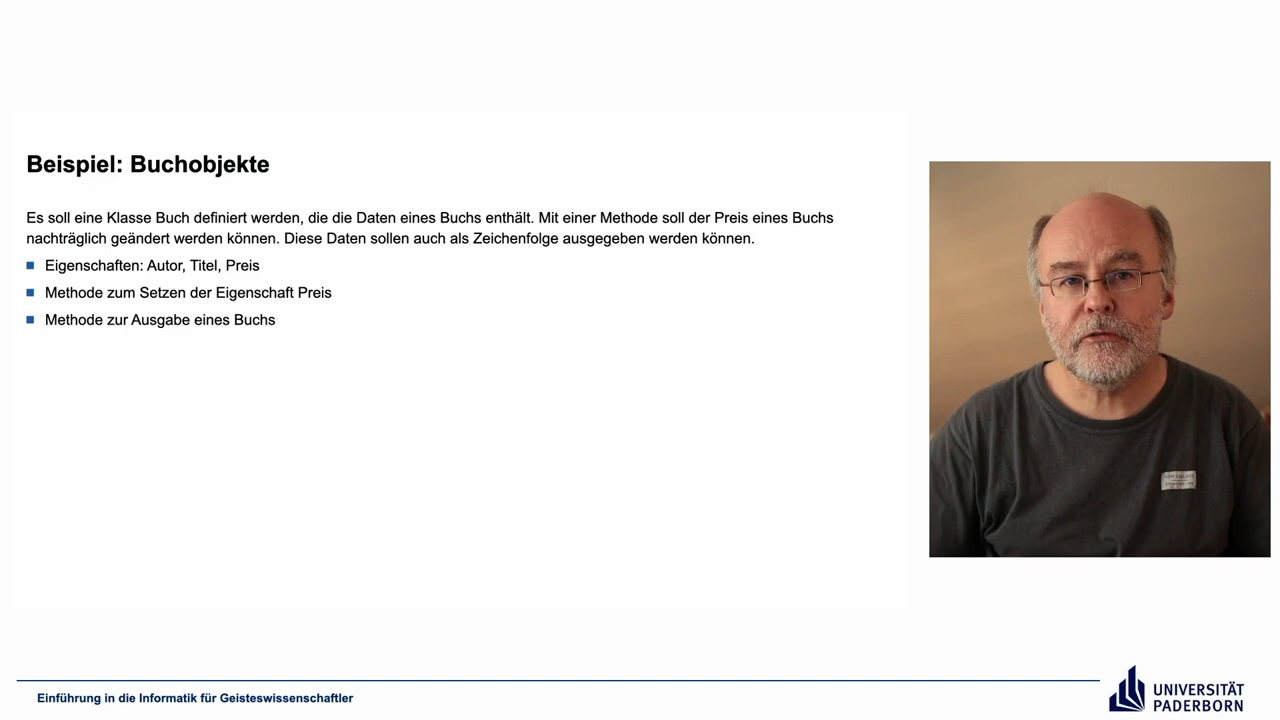 Beispiel: Buchobjekte
Es soll eine Klasse Buch definiert werden, die die Daten eines Buchs enthält. Mit einer Methode soll der Preis eines Buchs
nachträglich geändert werden können. Diese Daten sollen auch als Zeichenfolge ausgegeben werden können.
Eigenschaften: Autor, Titel, Preis
Methode zum Setzen der Eigenschaft Preis
Methode zur Ausgabe eines Buchs
Einführung in die Informatik für Geisteswissenschaftler
UNIVERSITÄT
PADERBORN